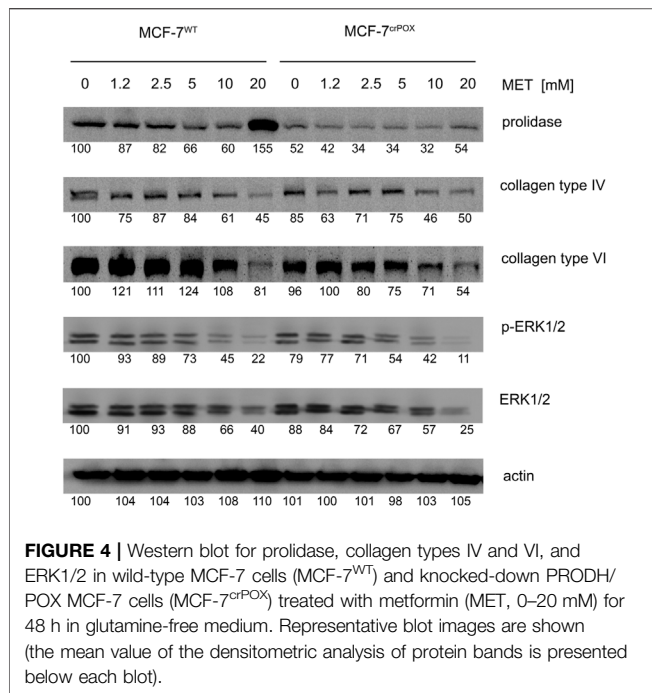 MCF-7WT MCF-7crPOX
0 1.2 2.5 5 10 20 0 1.2 2.5 5 10 20 MET [mM]
prolidase
100 87 82 66 60 155 52 42 34 34 32 54
collagen type IV
100 75 87 84 61 45 85 63 71 75 46 50
collagen type VI
100 121 111 124 108 81 96 100 80 75 71 54
p-ERK1/2
100 93 89 73 45 22 79 77 71 54 42 11
ERK1/2
100 91 93 88 66 40 88 84 72 67 57 25
actin
100 104 104 103 108 110 101 100 101 98 103 105
FIGURE 4 | Western blot for prolidase, collagen types IV and VI, and
ERK1/2 in wild-type MCF-7 cells (MCF-7WT) and knocked-down PRODH/
POX MCF-7 cells (MCF-7crPOX) treated with metformin (MET, 0–20 mM) for
48 h in glutamine-free medium. Representative blot images are shown
(the mean value of the densitometric analysis of protein bands is presented
below each blot).